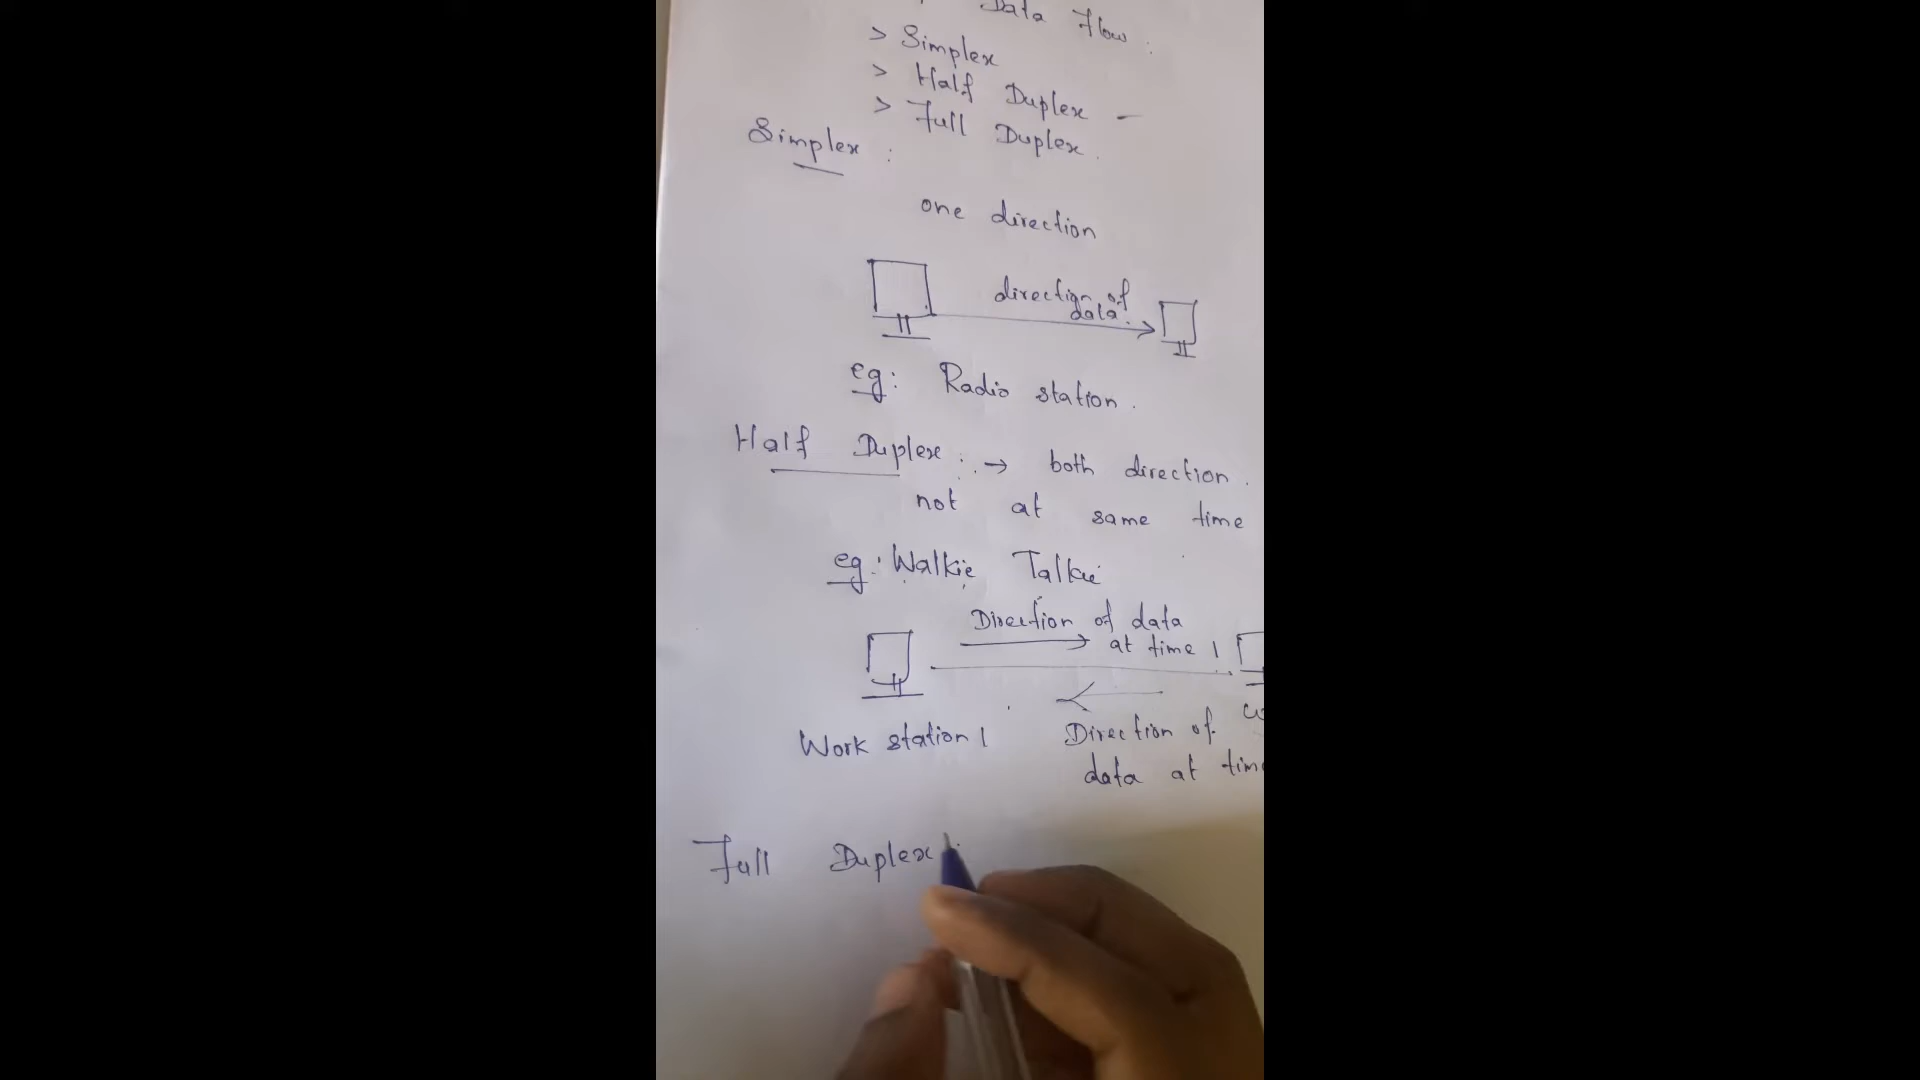 Data Flow :
> Simplex
> Half Duplex -
> Full Duplex.
Simplex :
one direction
direction of
data.
eg: Radio station.
Half Duplex : → both direction.
not at same time
eg: Walkie Talkie
Direction of data
at time 1
Work station 1
Direction of
data at time
Full Duplex :